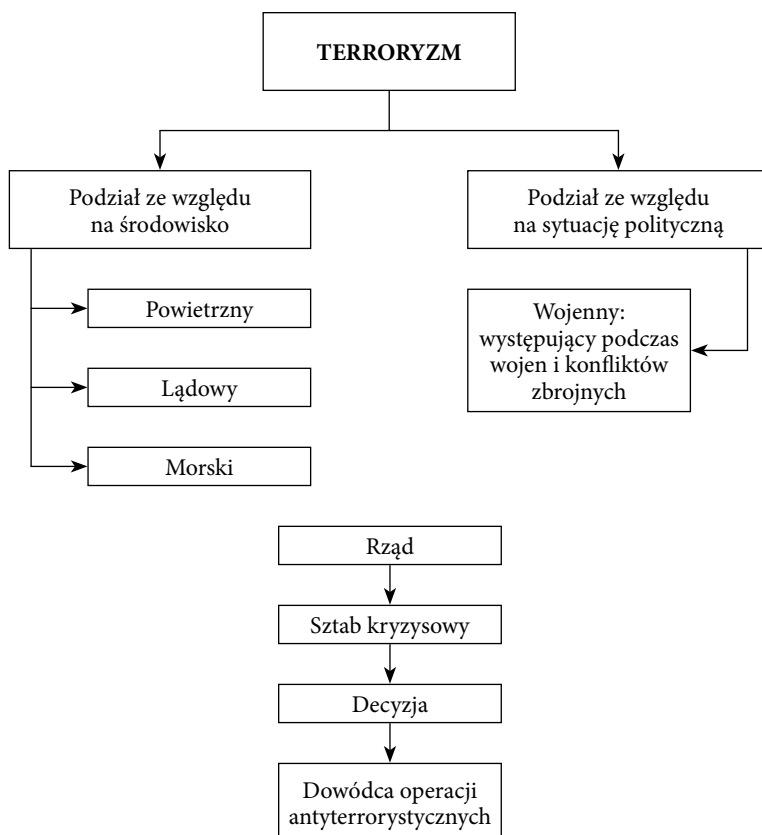 TERRORYZM
Podział ze względu
na środowisko
Powietrzny
Lądowy
Morski
Podział ze względu
na sytuację polityczną
Wojenny:
występujący podczas
wojen i konfliktów
zbrojnych
Rząd
Sztab kryzysowy
Decyzja
Dowódca operacji
antyterrorystycznych